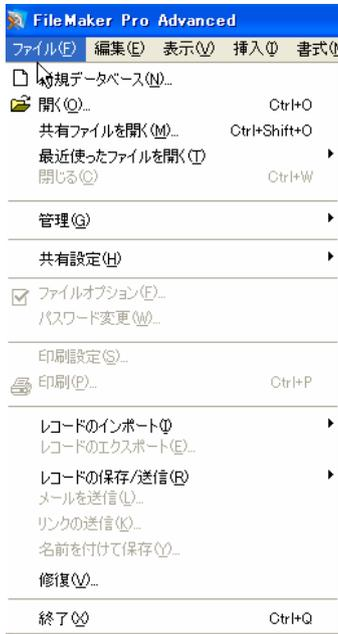 FileMaker Pro Advanced
ファイル(F) 編集(E) 表示(V) 挿入(I) 書式(
新規データベース(N)...
開く(O)... Ctrl+O
共有ファイルを開く(M)... Ctrl+Shift+O
最近使ったファイルを開く(T)
閉じる(C) Ctrl+W
管理(G)
共有設定(H)
ファイルオプション(F)...
パスワード変更(W)...
印刷設定(S)...
印刷(P)... Ctrl+P
レコードのインポート(I)
レコードのエクスポート(E)...
レコードの保存/送信(R)
メールを送信(L)...
リンクの送信(K)...
名前を付けて保存(Y)...
修復(V)...
終了(X) Ctrl+Q